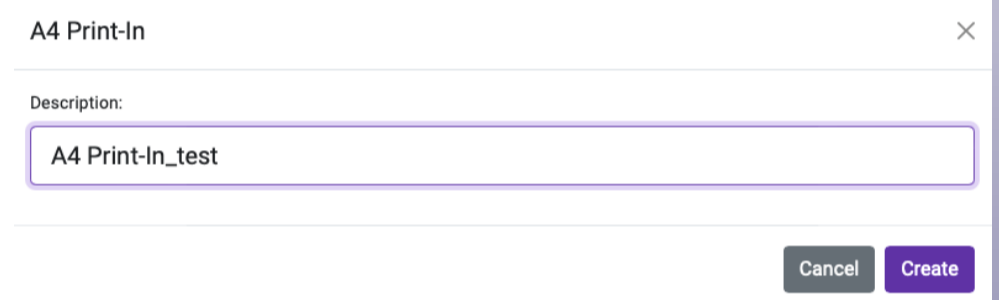 A4 Print-In
Description:
A4 Print-In_test
Cancel Create